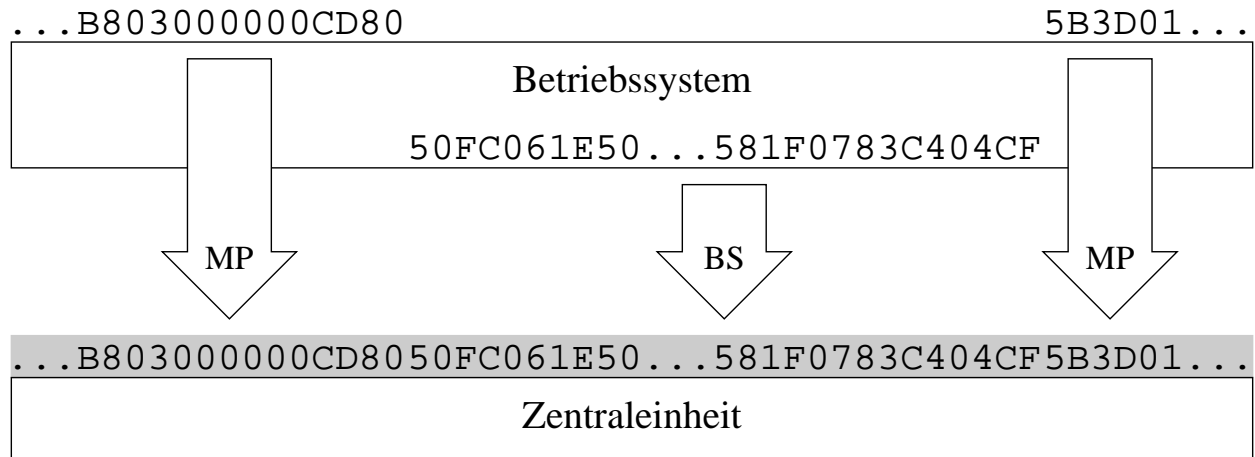 ...B803000000CD80 5B3D01...
Betriebssystem
50FC061E50...581F0783C404CF
MP BS MP
...B803000000CD8050FC061E50...581F0783C404CF5B3D01...
Zentraleinheit